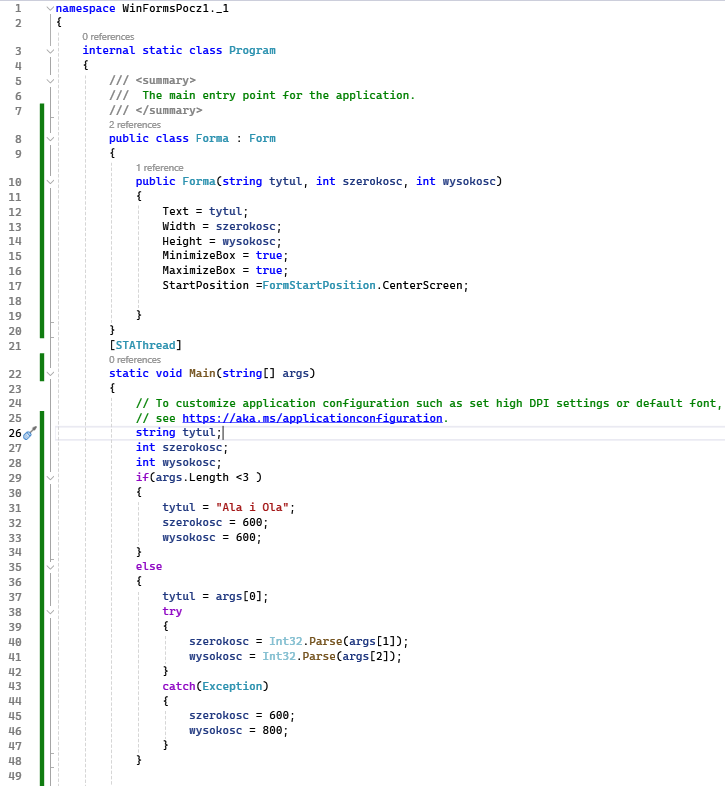 1 namespace WinFormsPocz1._1
2 {
0 references
3 internal static class Program
4 {
5 /// <summary>
6 /// The main entry point for the application.
7 /// </summary>
2 references
8 public class Forma : Form
9 {
1 reference
10 public Forma(string tytul, int szerokosc, int wysokosc)
11 {
12 Text = tytul;
13 Width = szerokosc;
14 Height = wysokosc;
15 MinimizeBox = true;
16 MaximizeBox = true;
17 StartPosition =FormStartPosition.CenterScreen;
18
19 }
20 }
21 [STAThread]
0 references
22 static void Main(string[] args)
23 {
24 // To customize application configuration such as set high DPI settings or default font,
25 // see https://aka.ms/applicationconfiguration.
26 string tytul;
27 int szerokosc;
28 int wysokosc;
29 if(args.Length <3 )
30 {
31 tytul = "Ala i Ola";
32 szerokosc = 600;
33 wysokosc = 600;
34 }
35 else
36 {
37 tytul = args[0];
38 try
39 {
40 szerokosc = Int32.Parse(args[1]);
41 wysokosc = Int32.Parse(args[2]);
42 }
43 catch(Exception)
44 {
45 szerokosc = 600;
46 wysokosc = 800;
47 }
48 }
49